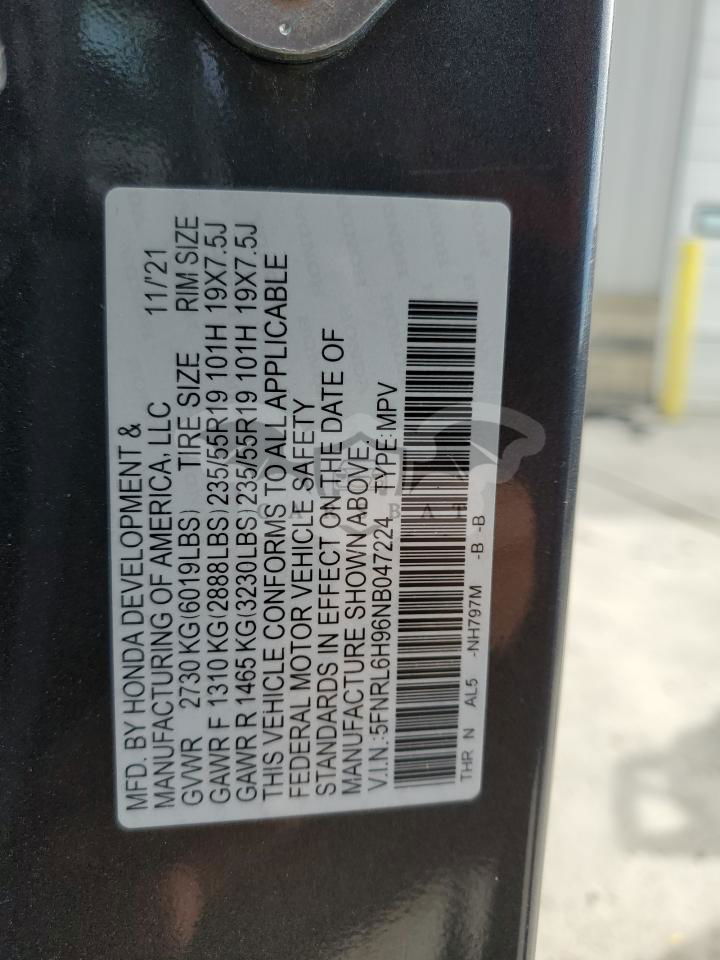 MFD. BY HONDA DEVELOPMENT &
MANUFACTURING OF AMERICA, LLC 11/'21
GVWR 2730 KG(6019LBS) TIRE SIZE RIM SIZE
GAWR F 1310 KG(2888LBS)235/55R19 101H 19X7.5J
GAWR R 1465 KG(3230LBS)235/55R19 101H 19X7.5J
THIS VEHICLE CONFORMS TO ALL APPLICABLE
FEDERAL MOTOR VEHICLE SAFETY
STANDARDS IN EFFECT ON THE DATE OF
MANUFACTURE SHOWN ABOVE.
V.I.N.:5FNRL6H96NB047224 TYPE:MPV
THR N AL5 -NH797M -B -B